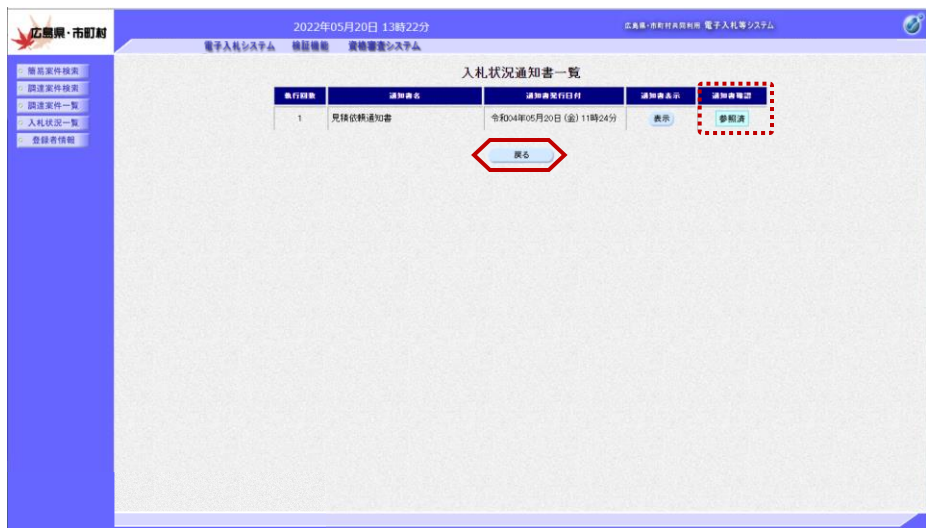 広島県・市町村
2022年05月20日 13時22分
広島県・市町村共同利用 電子入札等システム
電子入札システム 検証機能 資格審査システム
簡易案件検索
調達案件検索
調達案件一覧
入札状況一覧
登録者情報
入札状況通知書一覧
執行回数 通知書名 通知書発行日付 通知書表示 通知書確認
1 見積依頼通知書 令和04年05月20日（金）11時24分 表示 参照済
戻る